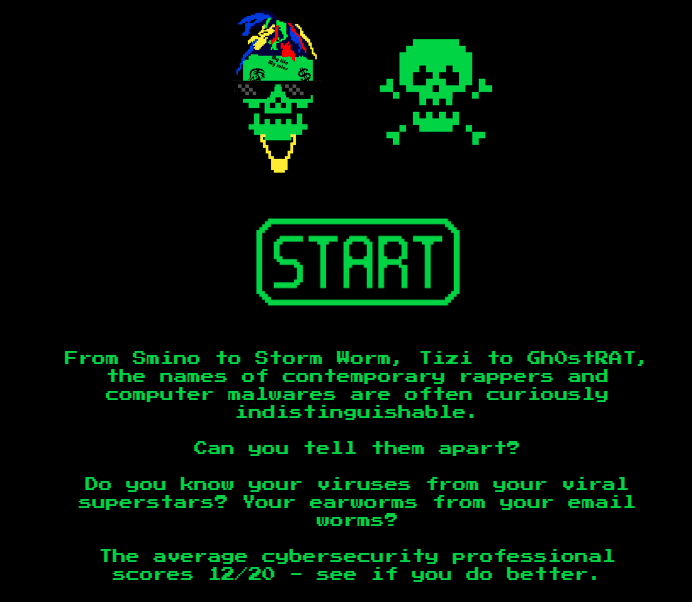 START
From Smino to Storm Worm, Tizi to Gh0stRAT,
the names of contemporary rappers and
computer malwares are often curiously
indistinguishable.
Can you tell them apart?
Do you know your viruses from your viral
superstars? Your earworms from your email
worms?
The average cybersecurity professional
scores 12/20 - see if you do better.